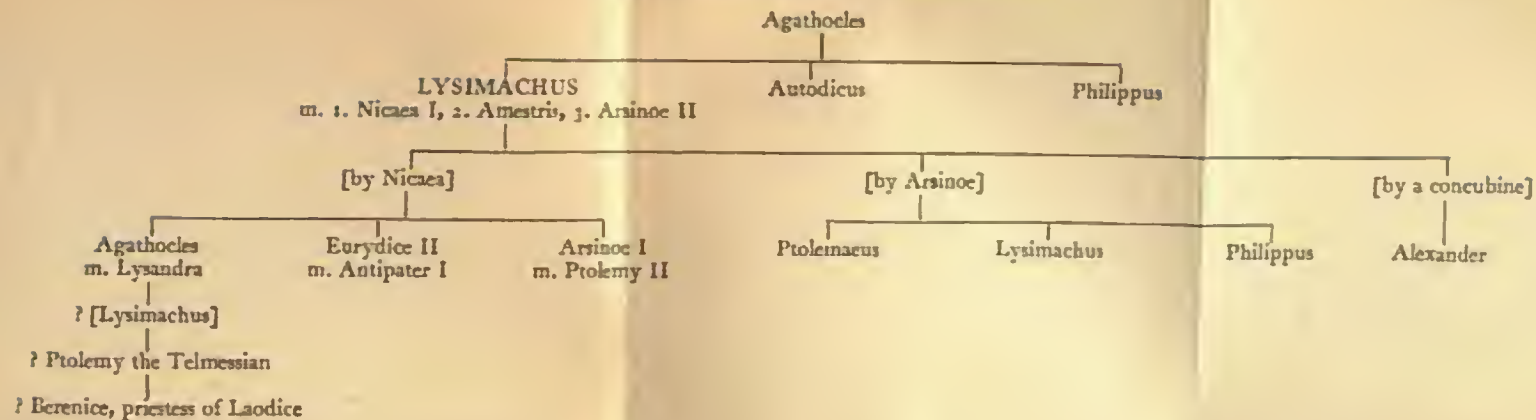 Agathocles
LYSIMACHUS Autodicus Philippus
m. 1. Nicaea I, 2. Amestris, 3. Arsinoe II
[by Nicaea] [by Arsinoe] [by a concubine]
Agathocles Eurydice II Arsinoe I Ptolemaeus Lysimachus Philippus Alexander
m. Lysandra m. Antipater I m. Ptolemy II
? [Lysimachus]
? Ptolemy the Telmessian
? Berenice, priestess of Laodice